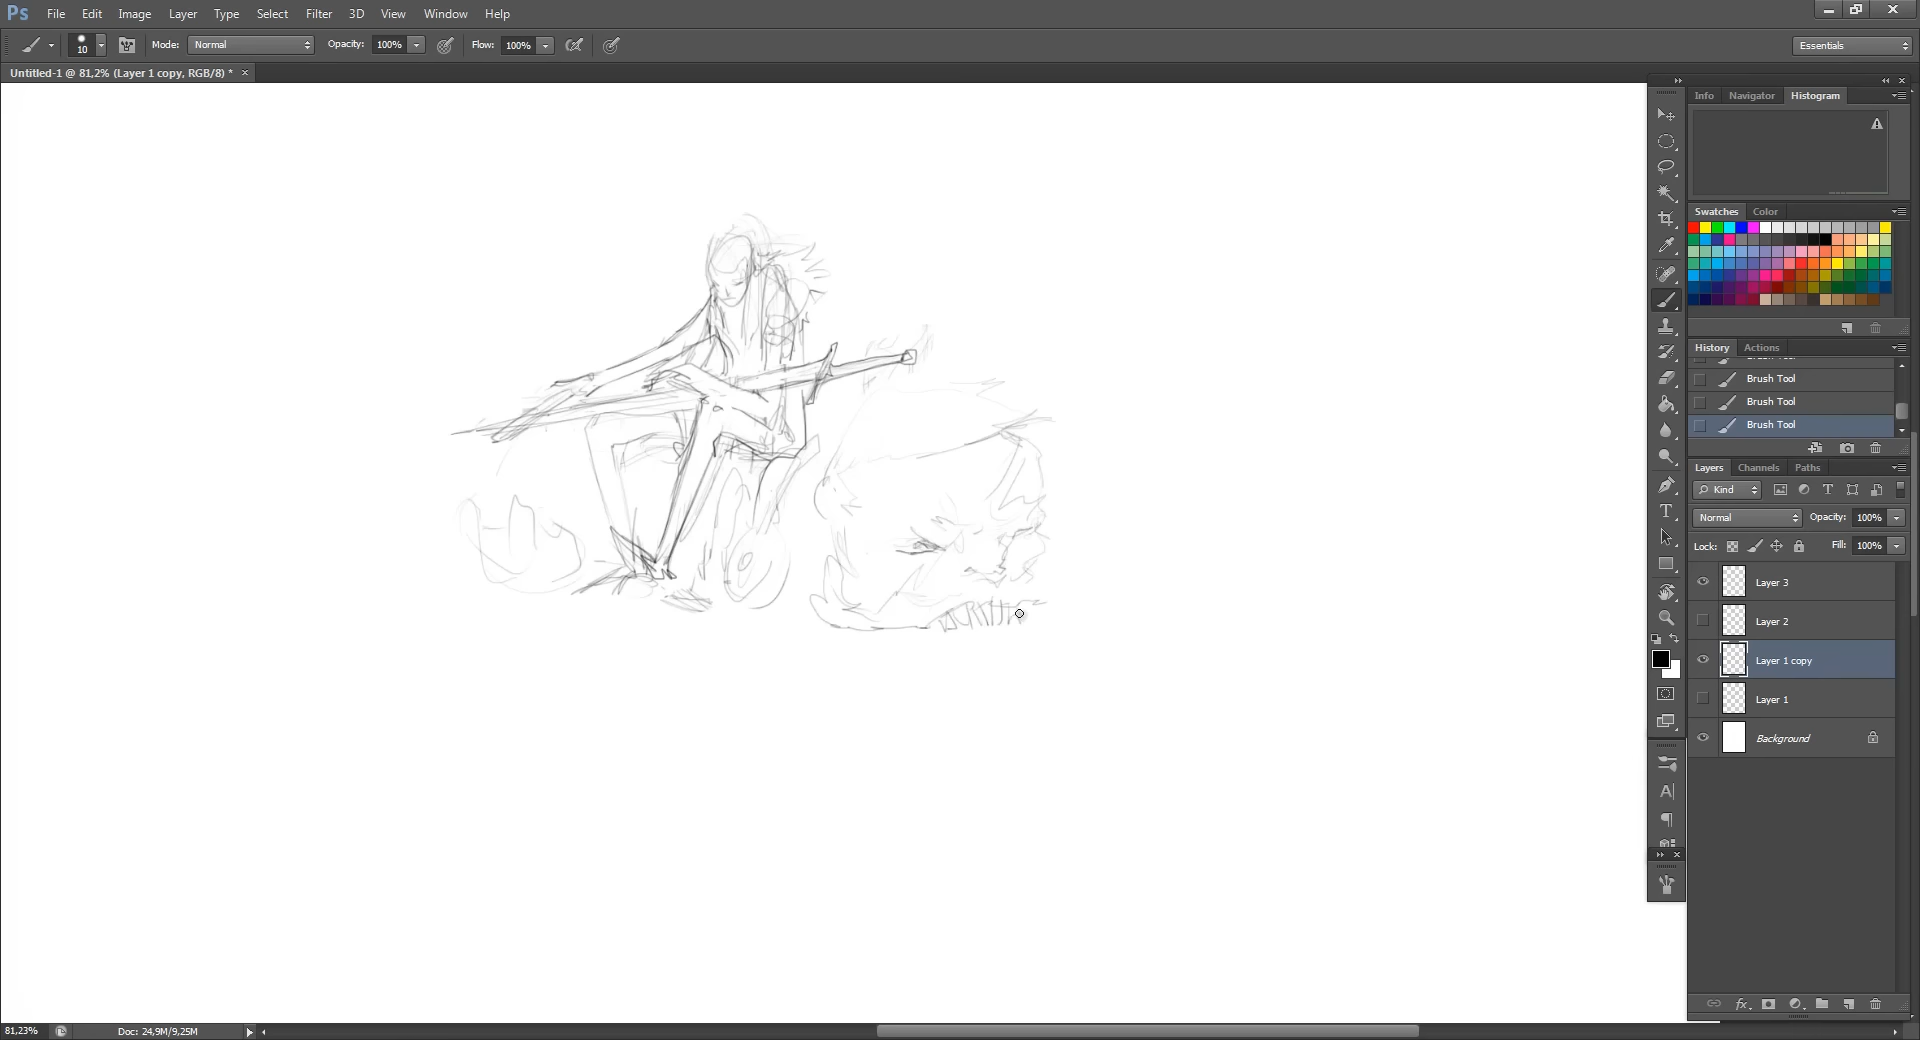 Ps File Edit Image Layer Type Select Filter 3D View Window Help
10 Mode: Normal Opacity: 100% Flow: 100% Essentials
Untitled-1 @ 81,2% (Layer 1 copy, RGB/8) * ×
Info Navigator Histogram
Swatches Color
History Actions
Brush Tool
Brush Tool
Brush Tool
Layers Channels Paths
Kind
Normal Opacity: 100%
Lock: Fill: 100%
Layer 3
Layer 2
Layer 1 copy
Layer 1
Background
81,23% Doc: 24,9M/9,25M